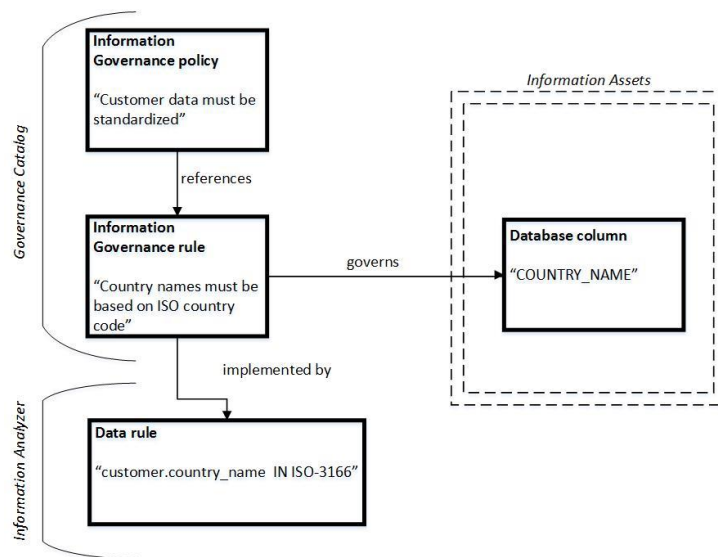 Information
Governance policy
“Customer data must be
standardized”
Information Assets
Governance Catalog
references
Information
Governance rule
“Country names must be
based on ISO country
code”
governs
Database column
“COUNTRY_NAME”
implemented by
Information Analyzer
Data rule
“customer.country_name IN ISO-3166”